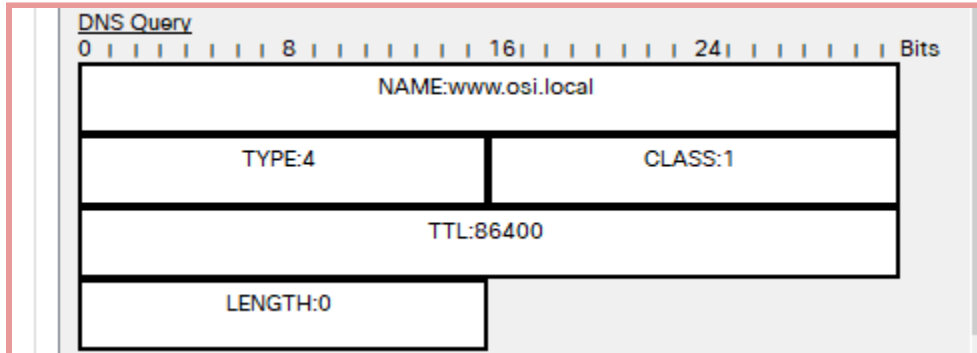 DNS Query
0 8 16 24 Bits
NAME:www.osi.local
TYPE:4 CLASS:1
TTL:86400
LENGTH:0